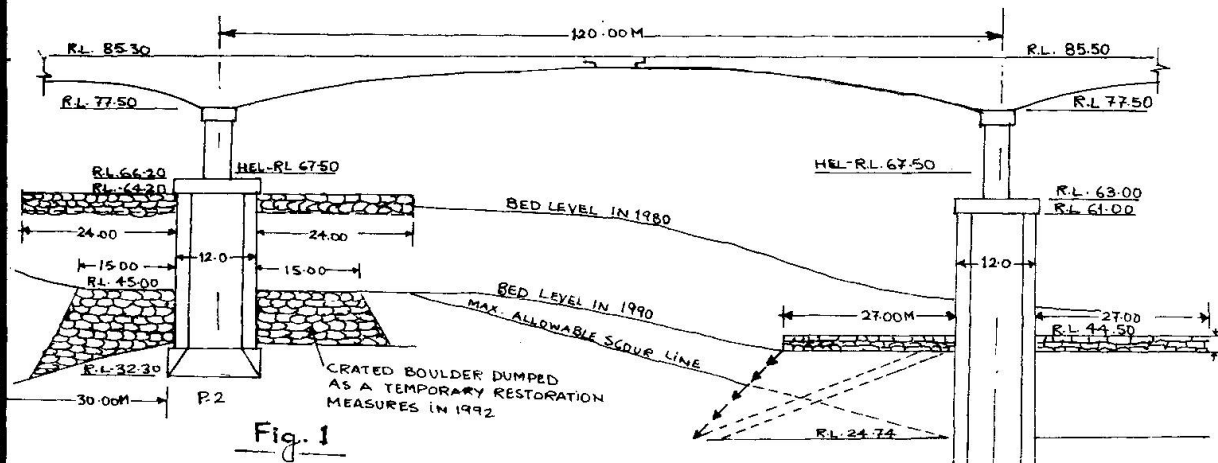 120.00M
R.L. 85.30
R.L. 85.50
R.L. 77.50
R.L 77.50
R.L. 66.20
HEL-RL 67.50
HEL-R.L. 67.50
RL. 64.20
R.L. 63.00
R.L 61.00
BED LEVEL IN 1980
24.00
24.00
12.0
12.0
15.00
15.00
R.L. 45.00
BED LEVEL IN 1990
MAX. ALLOWABLE SCOUR LINE
27.00M
27.00
R.L. 44.50
R.L. 32.30
CRATED BOULDER DUMPED
AS A TEMPORARY RESTORATION
MEASURES IN 1992
30.00M
P.2
R.L. 24.74
Fig. 1